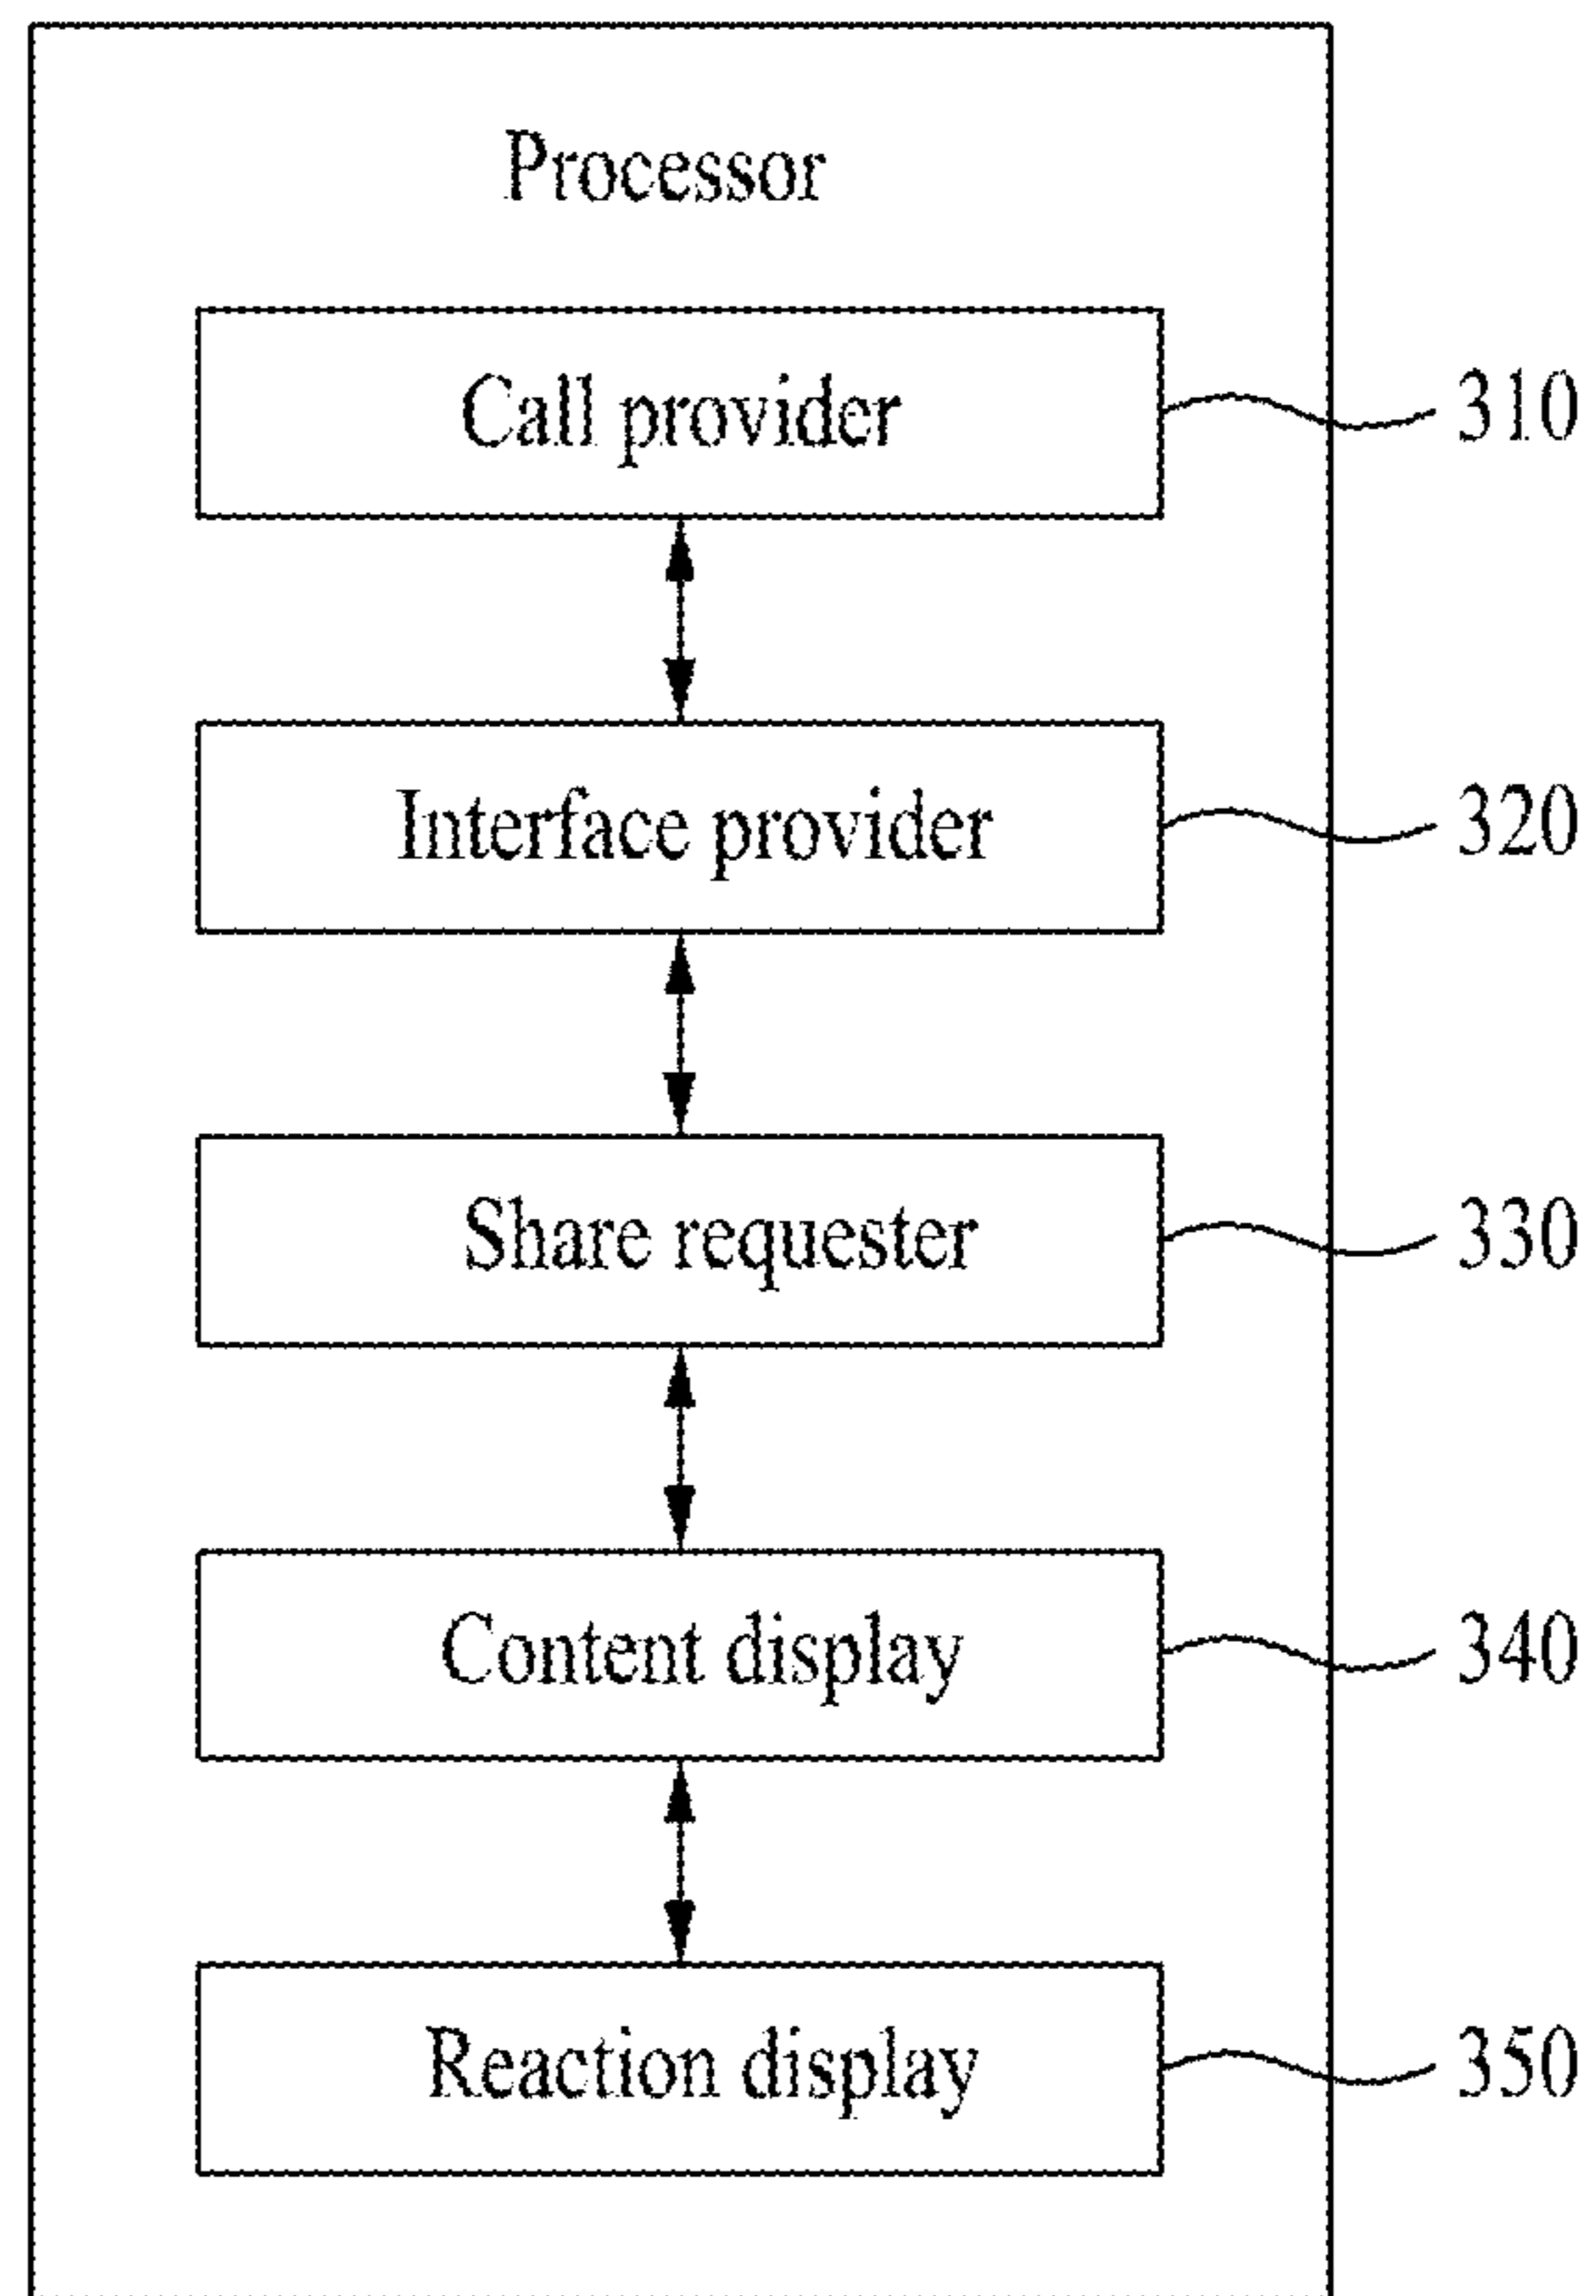 Processor
Call provider 310
Interface provider 320
Share requester 330
Content display 340
Reaction display 350